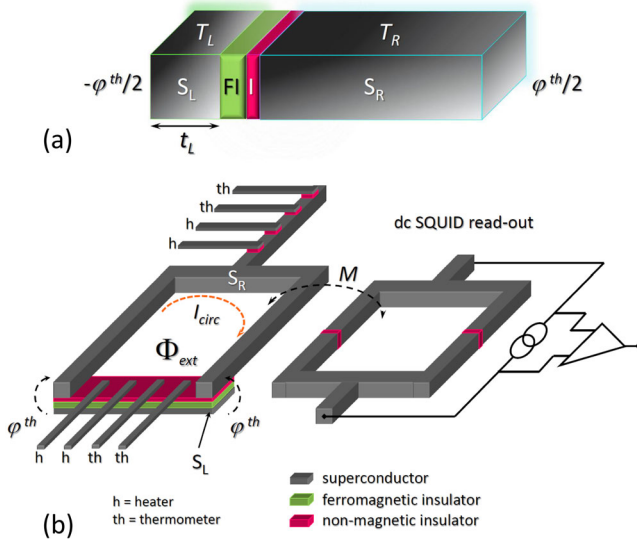 T_L T_R
-φ^th/2 S_L FI I S_R φ^th/2
t_L
(a)
th
th
h
h
dc SQUID read-out
S_R
M
I_circ
Φ_ext
φ^th φ^th
h h th th
S_L
h = heater
th = thermometer
superconductor
ferromagnetic insulator
non-magnetic insulator
(b)